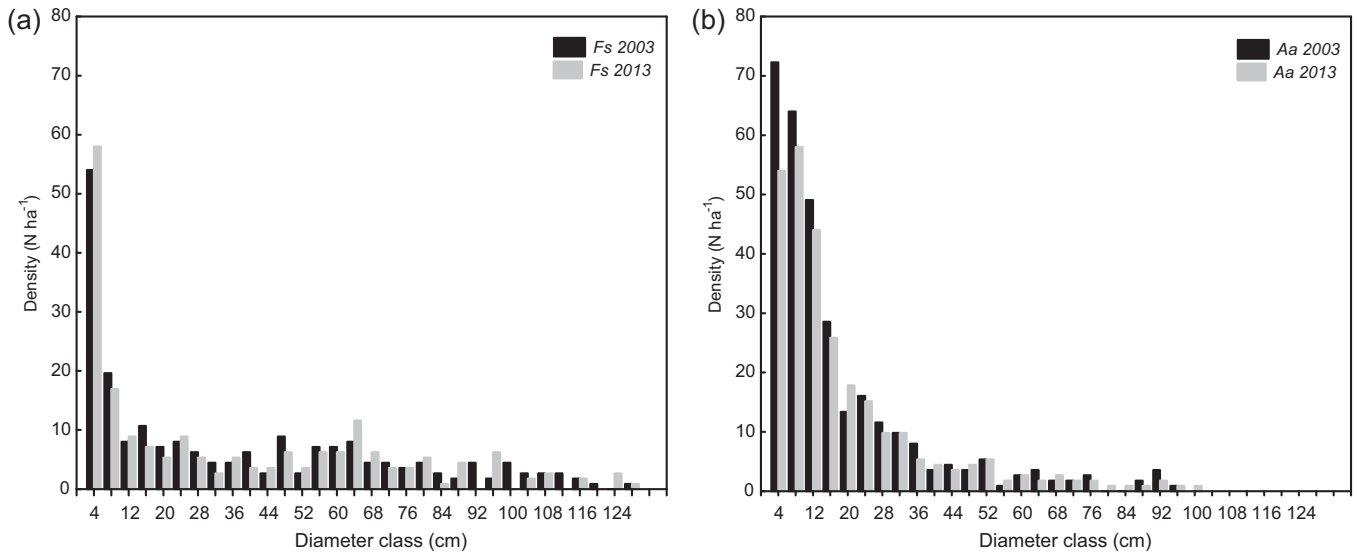 (a)
80
70
60
50
40
30
20
10
0
Density (N ha⁻¹)
Fs 2003
Fs 2013
4 12 20 28 36 44 52 60 68 76 84 92 100 108 116 124
Diameter class (cm)
(b)
80
70
60
50
40
30
20
10
0
Density (N ha⁻¹)
Aa 2003
Aa 2013
4 12 20 28 36 44 52 60 68 76 84 92 100 108 116 124
Diameter class (cm)